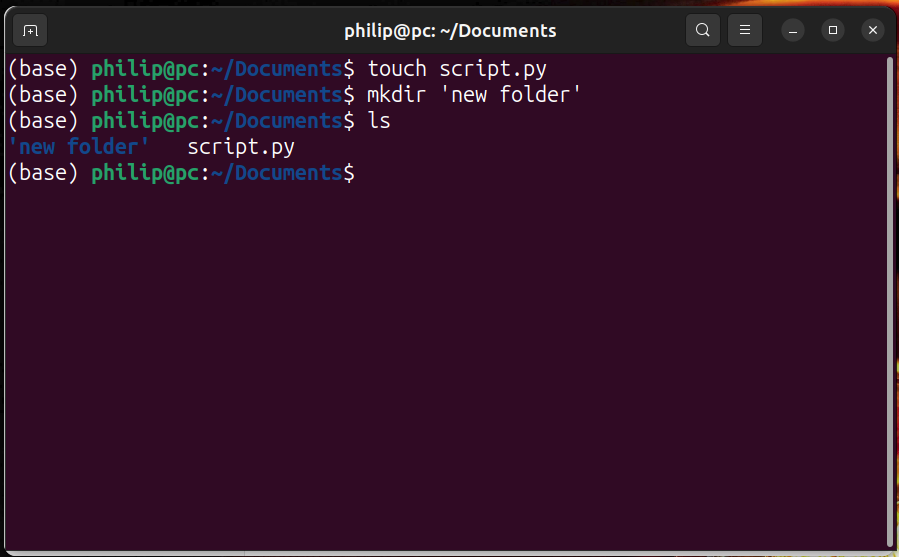 philip@pc: ~/Documents
(base) philip@pc:~/Documents$ touch script.py
(base) philip@pc:~/Documents$ mkdir 'new folder'
(base) philip@pc:~/Documents$ ls
'new folder'   script.py
(base) philip@pc:~/Documents$